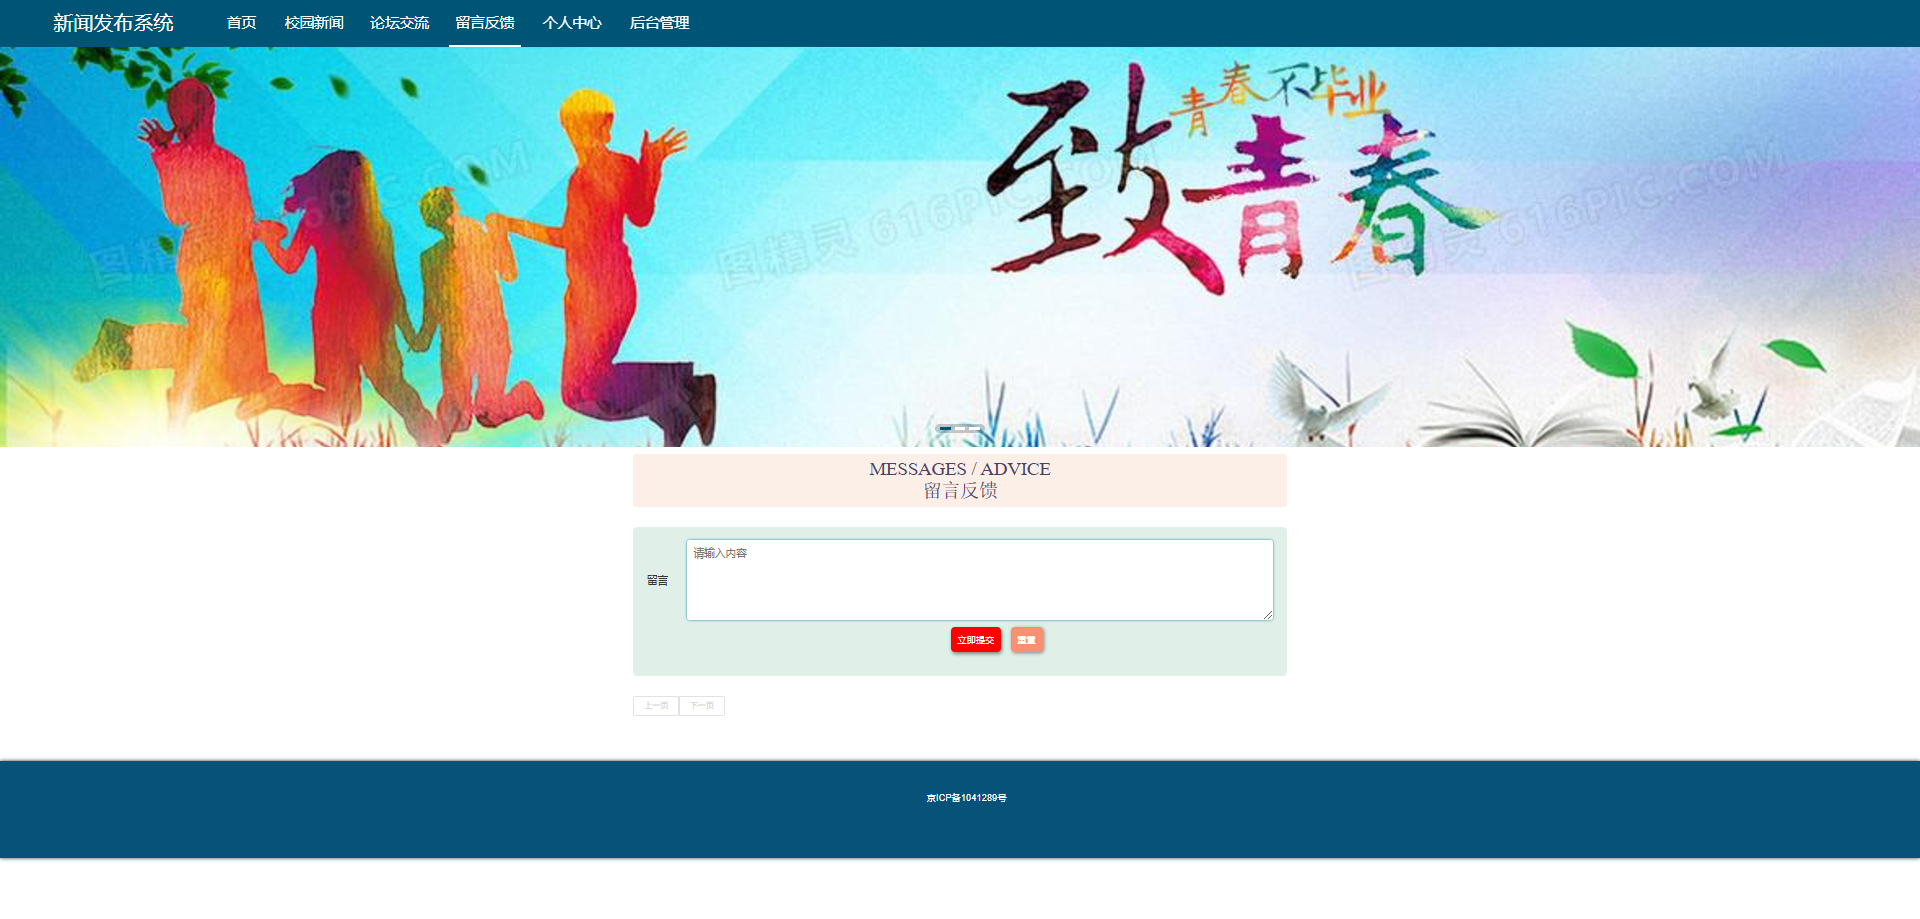 新闻发布系统 首页 校园新闻 论坛交流 留言反馈 个人中心 后台管理
青春不毕业
致青春
图精灵 616PIC.COM
MESSAGES / ADVICE
留言反馈
留言 请输入内容
立即提交 重置
上一页 下一页
京ICP备1041289号